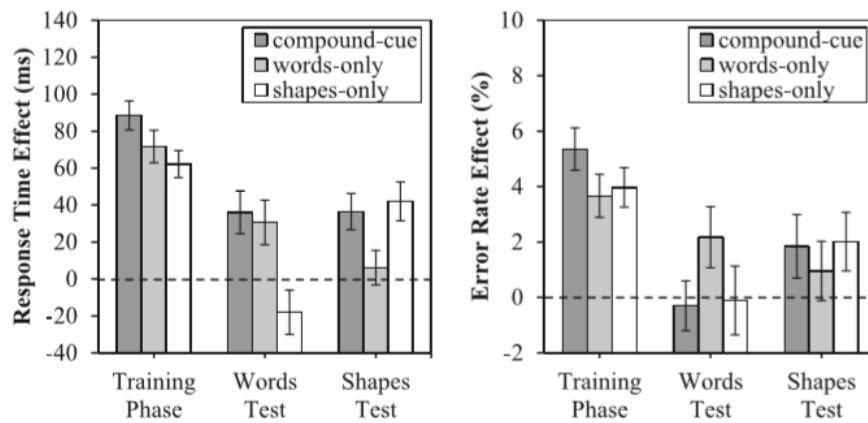 Response Time Effect (ms)
140
120
100
80
60
40
20
0
-20
-40
compound-cue
words-only
shapes-only
Training
Phase
Words
Test
Shapes
Test
Error Rate Effect (%)
10
8
6
4
2
0
-2
compound-cue
words-only
shapes-only
Training
Phase
Words
Test
Shapes
Test